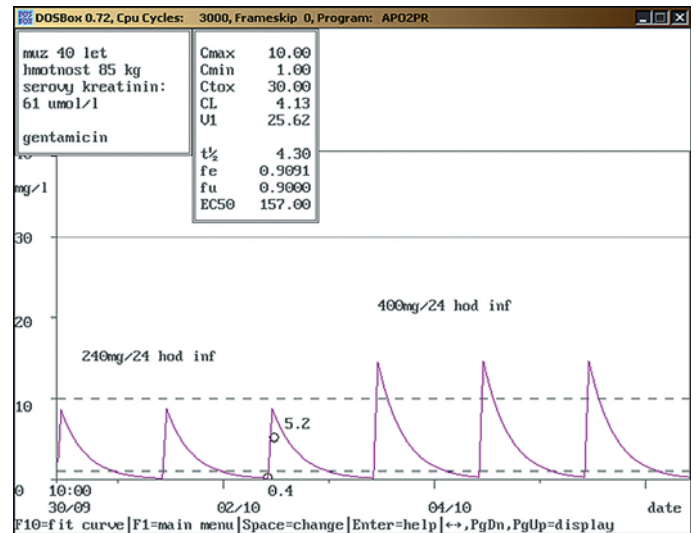 DOSBox 0.72, Cpu Cycles: 3000, Frameskip 0, Program: APO2PR
muz 40 let
hmotnost 85 kg
serovy kreatinin:
61 umol/l
gentamicin
Cmax 10.00
Cmin 1.00
Ctox 30.00
CL 4.13
V1 25.62
t½ 4.30
fe 0.9091
fu 0.9000
EC50 157.00
mg/l
30
20
10
0
400mg/24 hod inf
240mg/24 hod inf
5.2
0.4
10:00
30/09
02/10
04/10
date
F10=fit curve|F1=main menu|Space=change|Enter=help|↔,PgDn,PgUp=display